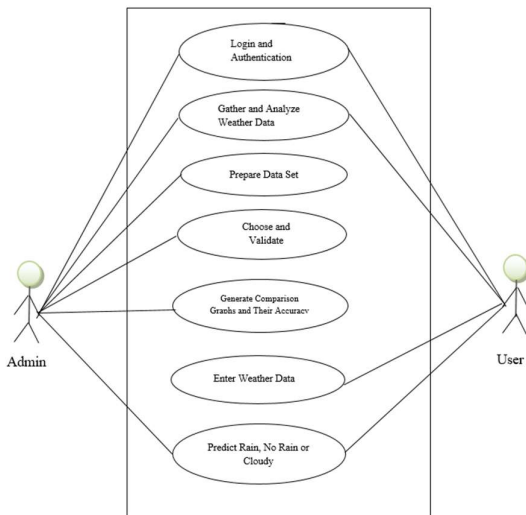 Login and
Authentication
Gather and Analyze
Weather Data
Prepare Data Set
Choose and
Validate
Generate Comparison
Graphs and Their Accuracy
Enter Weather Data
Predict Rain, No Rain or
Cloudy
Admin
User